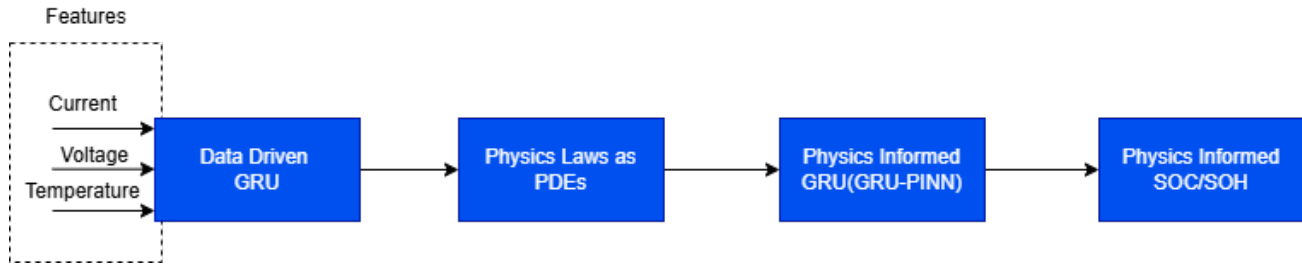 Features
Current
Voltage
Temperature
Data Driven
GRU
Physics Laws as
PDEs
Physics Informed
GRU(GRU-PINN)
Physics Informed
SOC/SOH